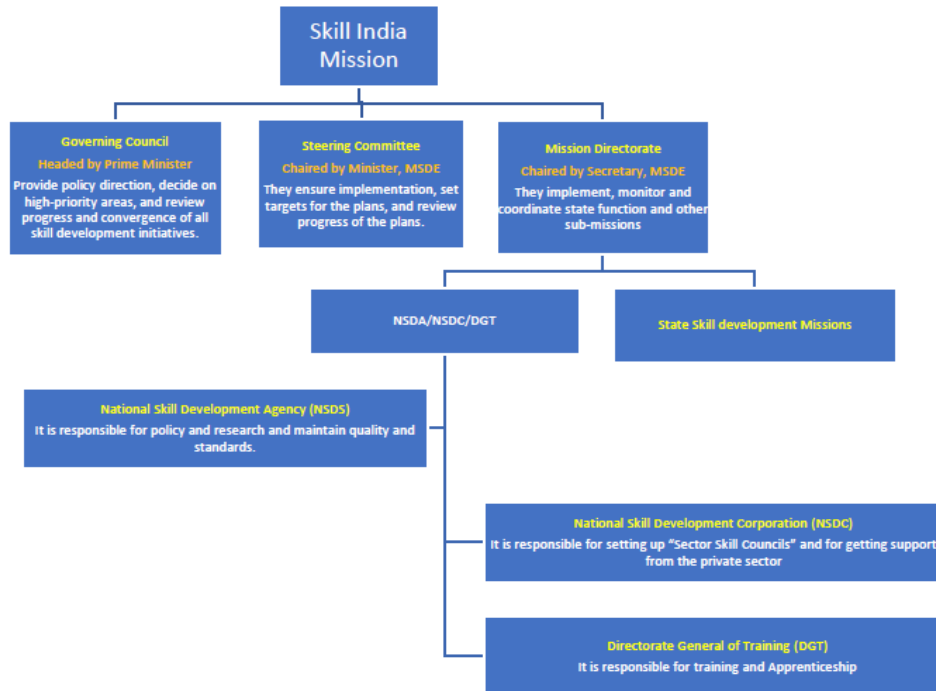 Skill India
Mission
Governing Council
Headed by Prime Minister
Provide policy direction, decide on
high-priority areas, and review
progress and convergence of all
skill development initiatives.
Steering Committee
Chaired by Minister, MSDE
They ensure implementation, set
targets for the plans, and review
progress of the plans.
Mission Directorate
Chaired by Secretary, MSDE
They implement, monitor and
coordinate state function and other
sub-missions
NSDA/NSDC/DGT
State Skill development Missions
National Skill Development Agency (NSDS)
It is responsible for policy and research and maintain quality and
standards.
National Skill Development Corporation (NSDC)
It is responsible for setting up “Sector Skill Councils” and for getting support
from the private sector
Directorate General of Training (DGT)
It is responsible for training and Apprenticeship